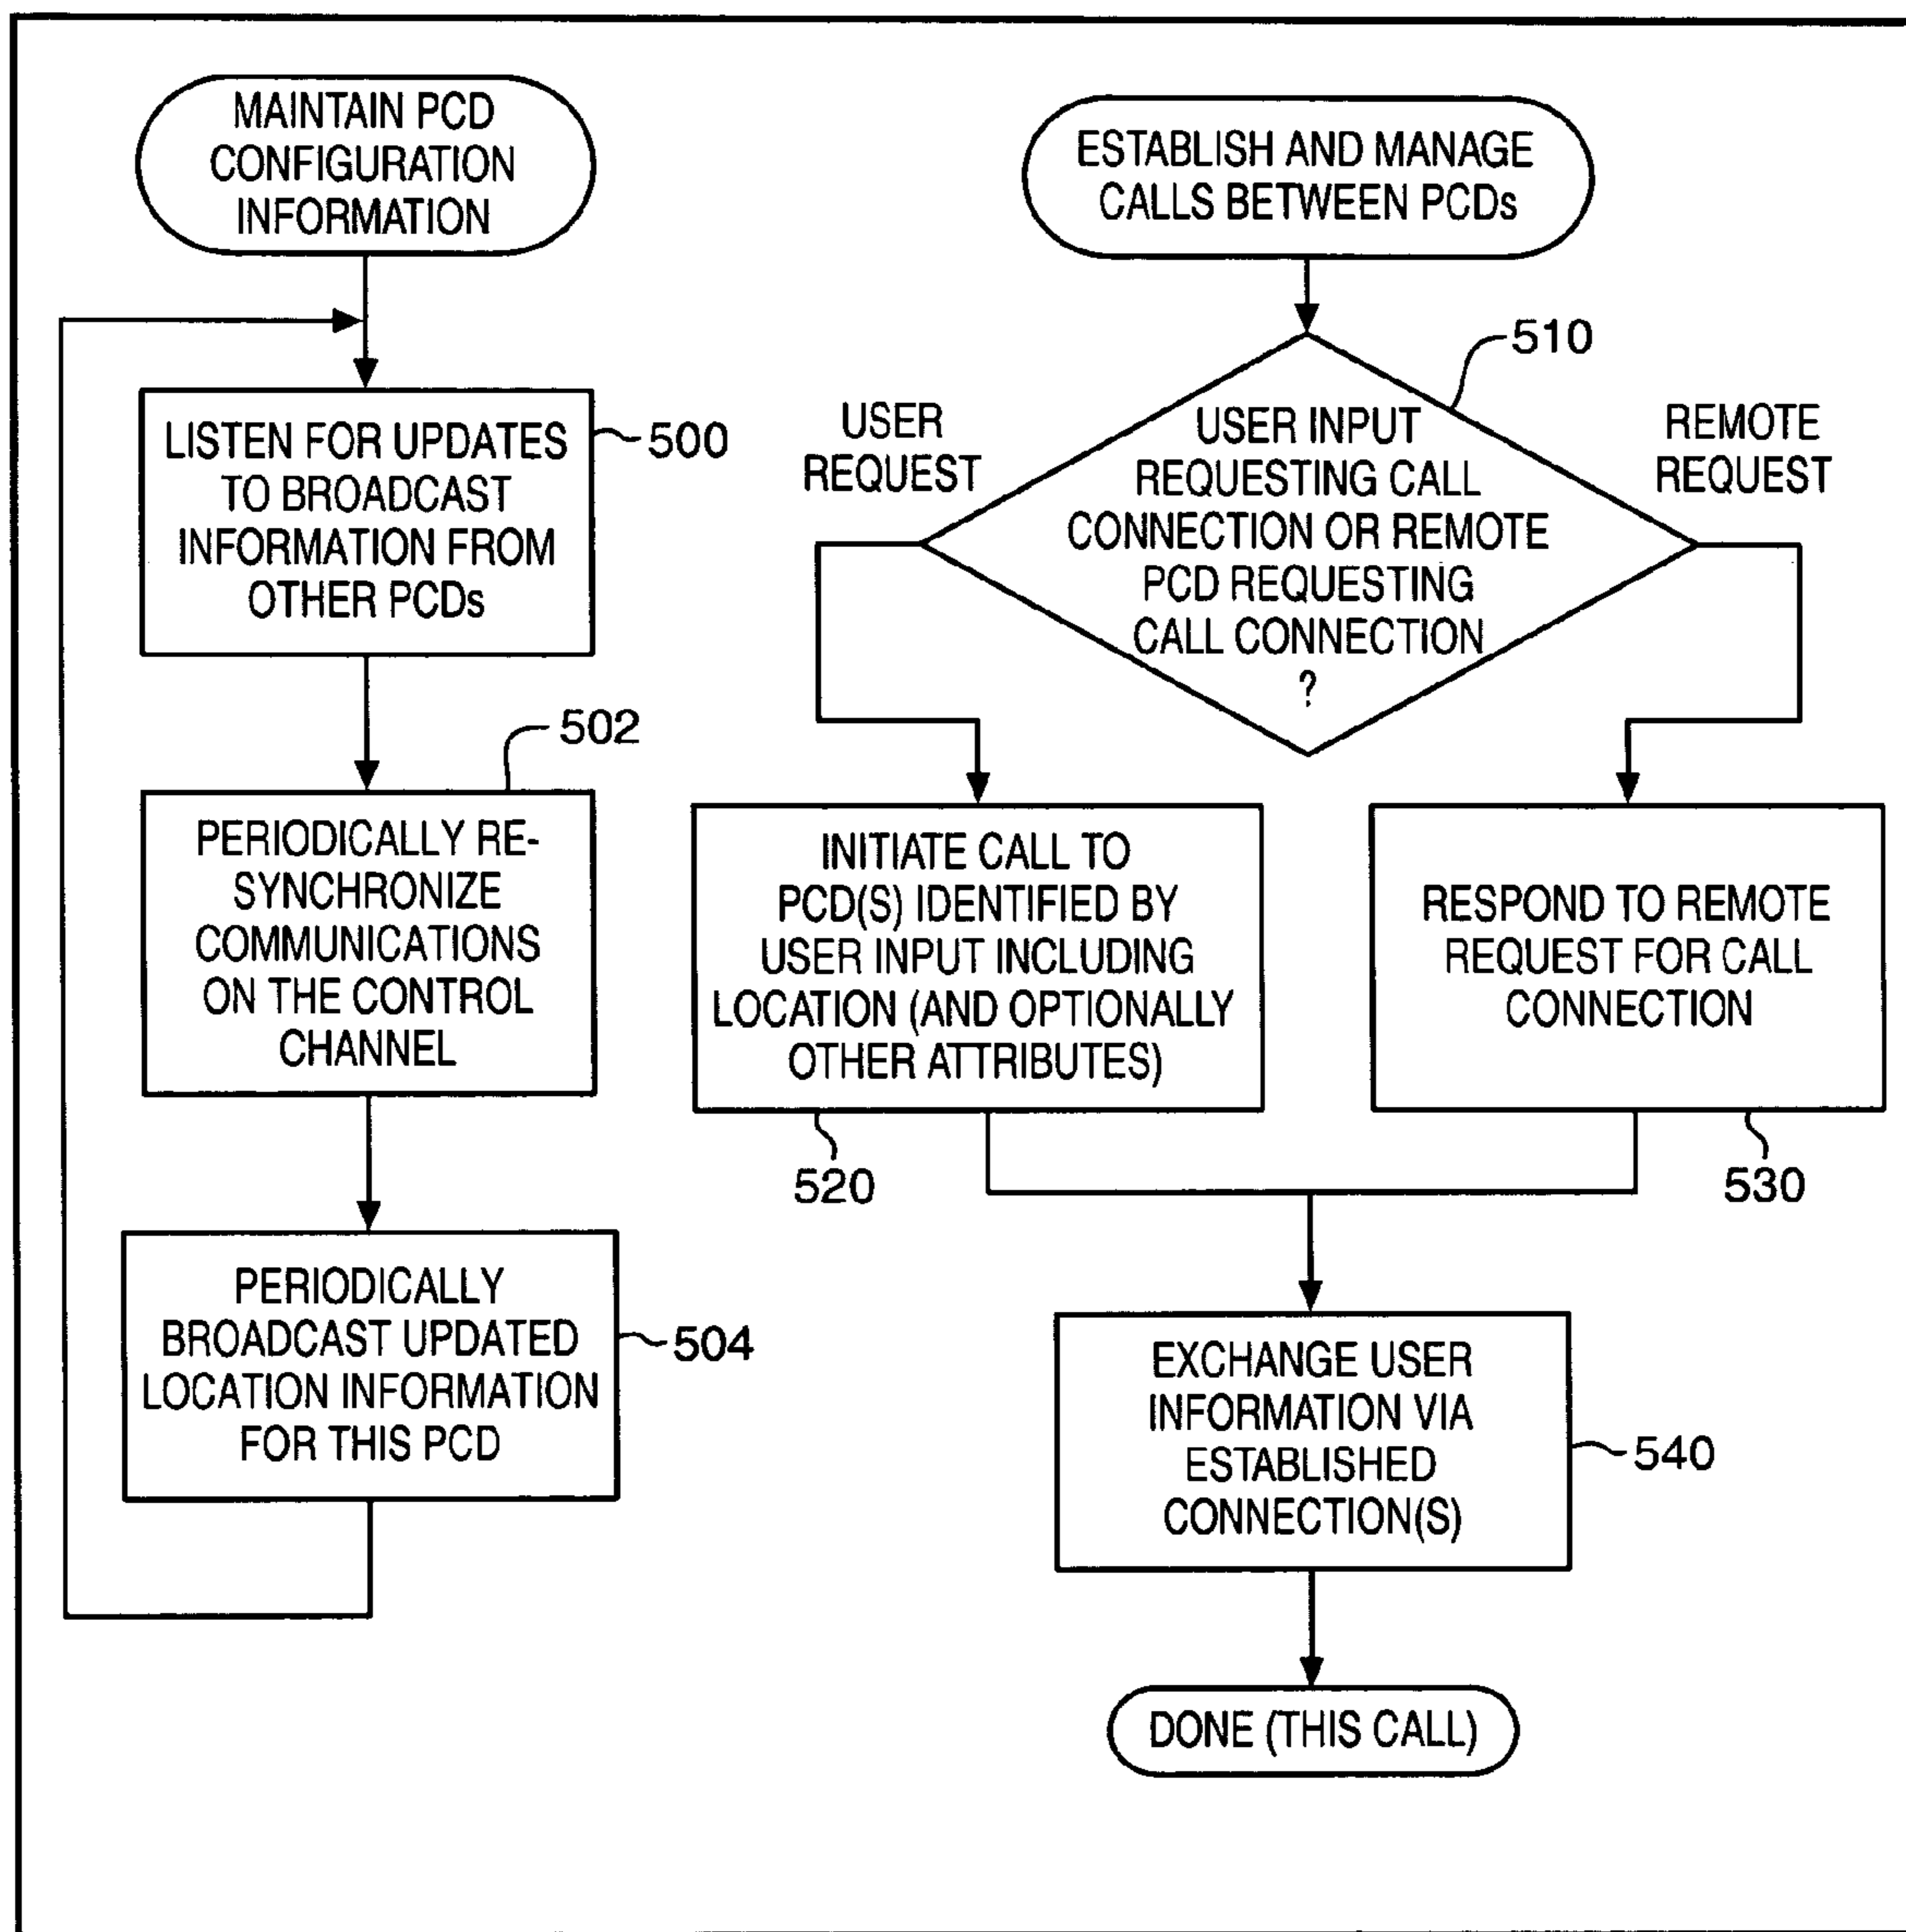 MAINTAIN PCD
CONFIGURATION
INFORMATION
LISTEN FOR UPDATES
TO BROADCAST
INFORMATION FROM
OTHER PCDs
500
502
PERIODICALLY RE-
SYNCHRONIZE
COMMUNICATIONS
ON THE CONTROL
CHANNEL
PERIODICALLY
BROADCAST UPDATED
LOCATION INFORMATION
FOR THIS PCD
504
ESTABLISH AND MANAGE
CALLS BETWEEN PCDs
510
USER INPUT
REQUESTING CALL
CONNECTION OR REMOTE
PCD REQUESTING
CALL CONNECTION
?
USER
REQUEST
REMOTE
REQUEST
INITIATE CALL TO
PCD(S) IDENTIFIED BY
USER INPUT INCLUDING
LOCATION (AND OPTIONALLY
OTHER ATTRIBUTES)
520
RESPOND TO REMOTE
REQUEST FOR CALL
CONNECTION
530
EXCHANGE USER
INFORMATION VIA
ESTABLISHED
CONNECTION(S)
540
DONE (THIS CALL)